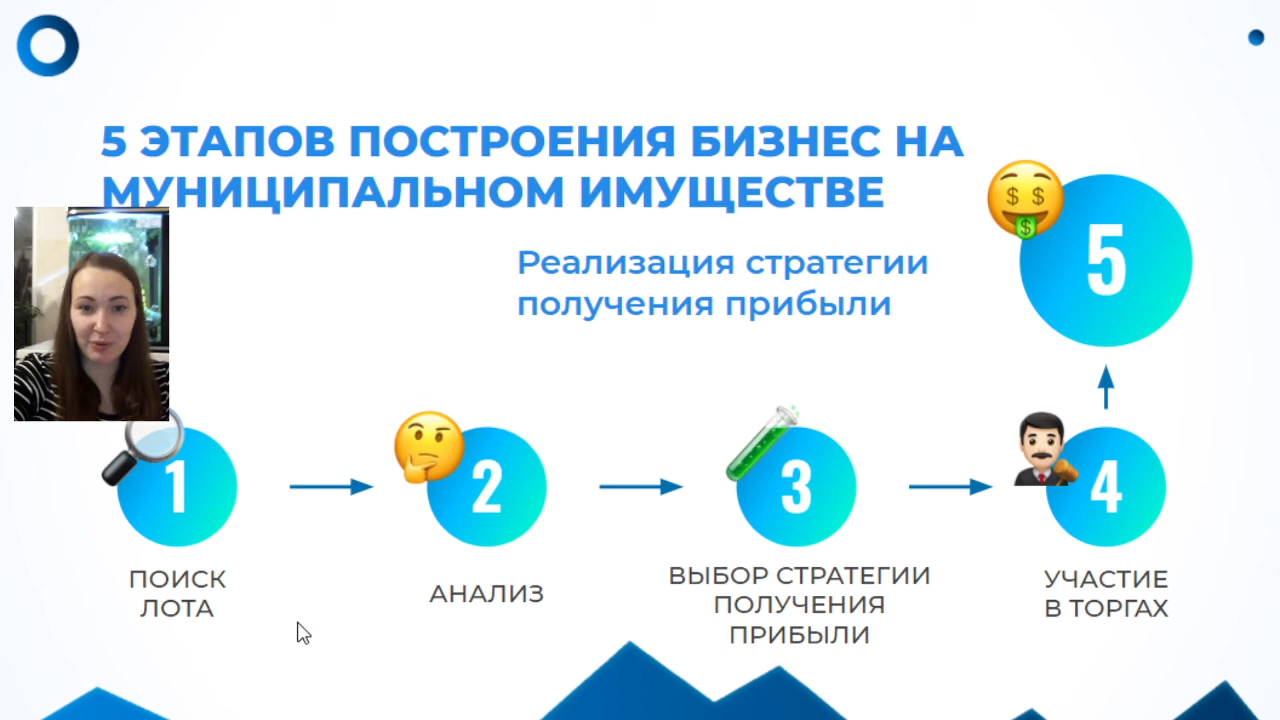 5 ЭТАПОВ ПОСТРОЕНИЯ БИЗНЕС НА
МУНИЦИПАЛЬНОМ ИМУЩЕСТВЕ
Реализация стратегии
получения прибыли
5
1
2
3
4
ПОИСК
ЛОТА
АНАЛИЗ
ВЫБОР СТРАТЕГИИ
ПОЛУЧЕНИЯ
ПРИБЫЛИ
УЧАСТИЕ
В ТОРГАХ